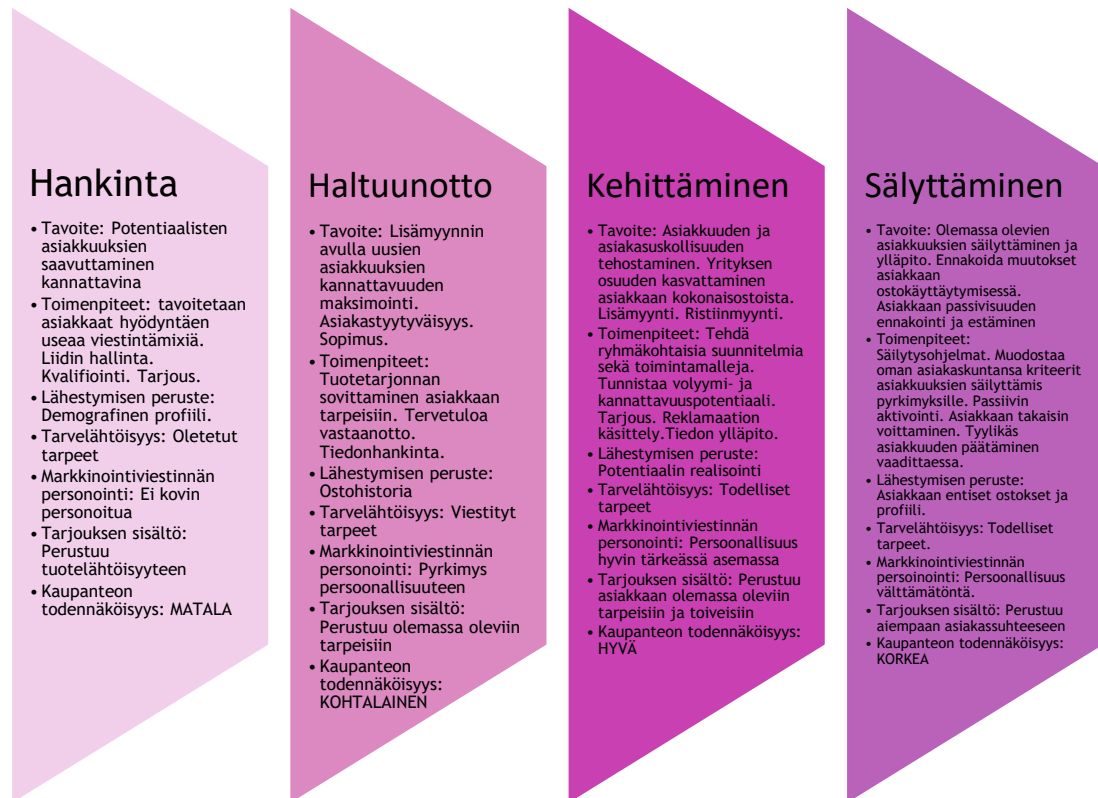 Hankinta
• Tavoite: Potentiaalisten
asiakkuuksien
saavuttaminen
kannattavina
• Toimenpiteet: tavoitetaan
asiakkaat hyödyntäen
useaa viestintämixiä.
Liidin hallinta.
Kvalifiointi. Tarjous.
• Lähestymisen peruste:
Demografinen profiili.
• Tarvelähtöisyys: Oletetut
tarpeet
• Markkinointiviestinnän
personointi: Ei kovin
personoitua
• Tarjouksen sisältö:
Perustuu
tuotelähtöisyyteen
• Kaupanteon
todennäköisyys: MATALA
Haltuunotto
• Tavoite: Lisämyynnin
avulla uusien
asiakkuuksien
kannattavuuden
maksimointi.
Asiakastyytyväisyys.
Sopimus.
• Toimenpiteet:
Tuotetarjonnan
sovittaminen asiakkaan
tarpeisiin. Tervetuloa
vastaanotto.
Tiedonhankinta.
• Lähestymisen peruste:
Ostohistoria
• Tarvelähtöisyys: Viestityt
tarpeet
• Markkinointiviestinnän
personointi: Pyrkimys
persoonallisuuteen
• Tarjouksen sisältö:
Perustuu olemassa oleviin
tarpeisiin
• Kaupanteon
todennäköisyys:
KOHTALAINEN
Kehittäminen
• Tavoite: Asiakkuuden ja
asiakasuskollisuuden
tehostaminen. Yrityksen
osuuden kasvattaminen
asiakkaan kokonaisostoista.
Lisämyynti. Ristiinmyynti.
• Toimenpiteet: Tehdä
ryhmäkohtaisia suunnitelmia
sekä toimintamalleja.
Tunnistaa volyymi- ja
kannattavuuspotentiaali.
Tarjous. Reklamaation
käsittely.Tiedon ylläpito.
• Lähestymisen peruste:
Potentiaalin realisointi
• Tarvelähtöisyys: Todelliset
tarpeet
• Markkinointiviestinnän
personointi: Persoonallisuus
hyvin tärkeässä asemassa
• Tarjouksen sisältö: Perustuu
asiakkaan olemassa oleviin
tarpeisiin ja toiveisiin
• Kaupanteon todennäköisyys:
HYVÄ
Sälyttäminen
• Tavoite: Olemassa olevien
asiakkuuksien säilyttäminen ja
ylläpito. Ennakoida muutokset
asiakkaan
ostokäyttäytymisessä.
Asiakkaan passivisuuden
ennakointi ja estäminen
• Toimenpiteet:
Säilytysohjelmat. Muodostaa
oman asiakaskuntansa kriteerit
asiakkuuksien säilyttämis
pyrkimyksille. Passiivin
aktivointi. Asiakkaan takaisin
voittaminen. Tyylikäs
asiakkuuden päätäminen
vaadittaessa.
• Lähestymisen peruste:
Asiakkaan entiset ostokset ja
profiili.
• Tarvelähtöisyys: Todelliset
tarpeet.
• Markkinointiviestinnän
persoinointi: Persoonallisuus
välttämätöntä.
• Tarjouksen sisältö: Perustuu
aiempaan asiakassuhteeseen
• Kaupanteon todennäköisyys:
KORKEA